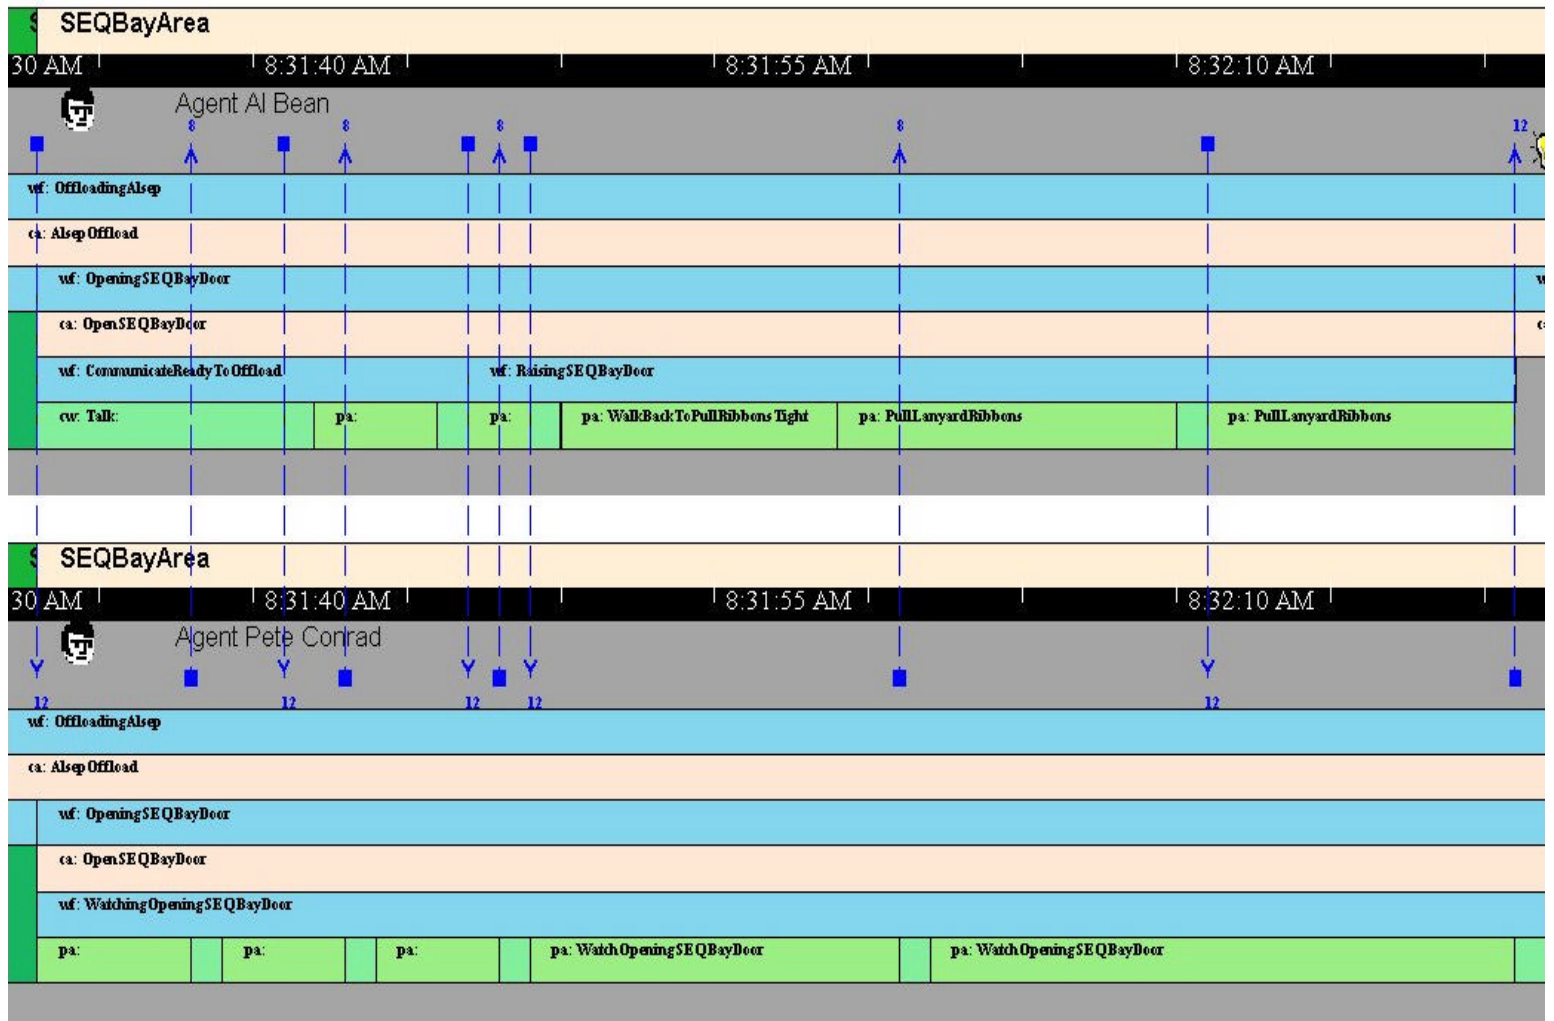 S SEQBayArea
30 AM 8:31:40 AM 8:31:55 AM 8:32:10 AM
Agent Al Bean
8 8 8 8 12
wf: OffloadingAlsep
ca: AlsepOffload
wf: OpeningSEQBayDoor w
ca: OpenSEQBayDoor
wf: CommunicateReadyToOffload wf: RaisingSEQBayDoor
cw: Talk: pa: pa: pa: WalkBackToPullRibbonsTight pa: PullLanyardRibbons pa: PullLanyardRibbons
S SEQBayArea
30 AM 8:31:40 AM 8:31:55 AM 8:32:10 AM
Agent Pete Conrad
12 12 12 12 12
wf: OffloadingAlsep
ca: AlsepOffload
wf: OpeningSEQBayDoor
ca: OpenSEQBayDoor
wf: WatchingOpeningSEQBayDoor
pa: pa: pa: pa: WatchOpeningSEQBayDoor pa: WatchOpeningSEQBayDoor